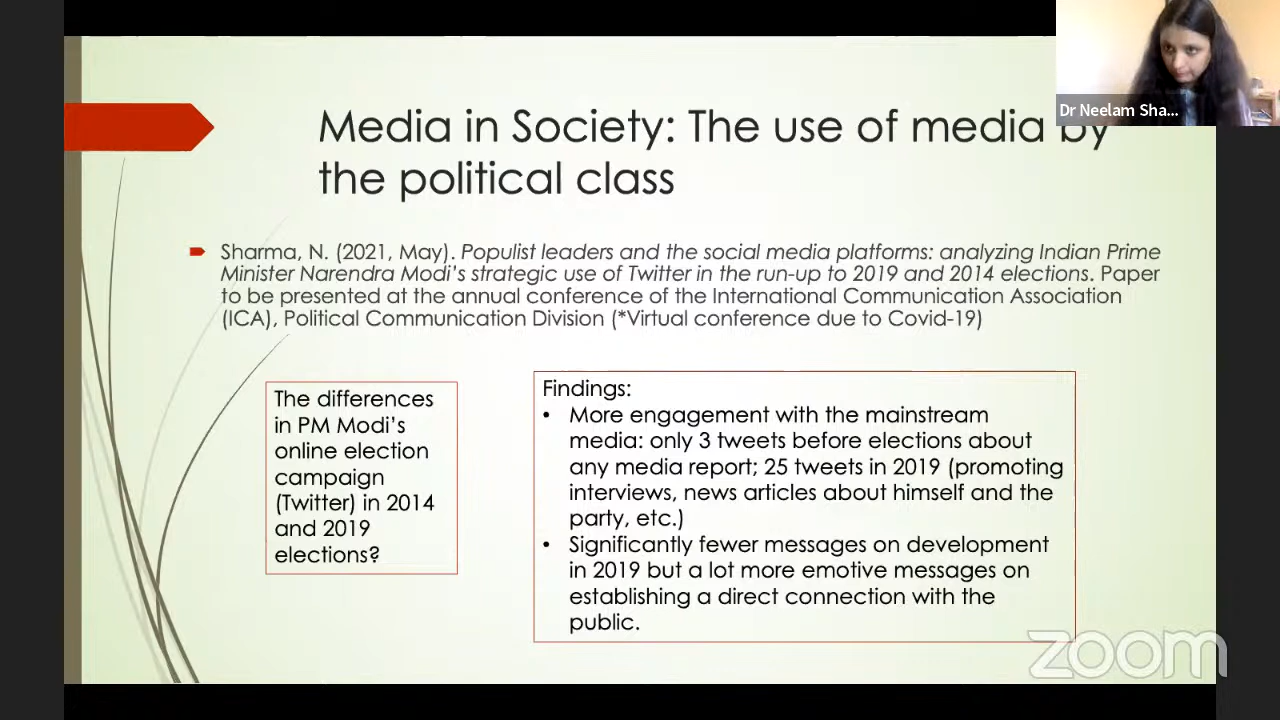 Media in Society: The use of media by
the political class
Dr Neelam Sha...
Sharma, N. (2021, May). Populist leaders and the social media platforms: analyzing Indian Prime
Minister Narendra Modi's strategic use of Twitter in the run-up to 2019 and 2014 elections. Paper
to be presented at the annual conference of the International Communication Association
(ICA), Political Communication Division (*Virtual conference due to Covid-19)
The differences
in PM Modi's
online election
campaign
(Twitter) in 2014
and 2019
elections?
Findings:
• More engagement with the mainstream
media: only 3 tweets before elections about
any media report; 25 tweets in 2019 (promoting
interviews, news articles about himself and the
party, etc.)
• Significantly fewer messages on development
in 2019 but a lot more emotive messages on
establishing a direct connection with the
public.
zoom